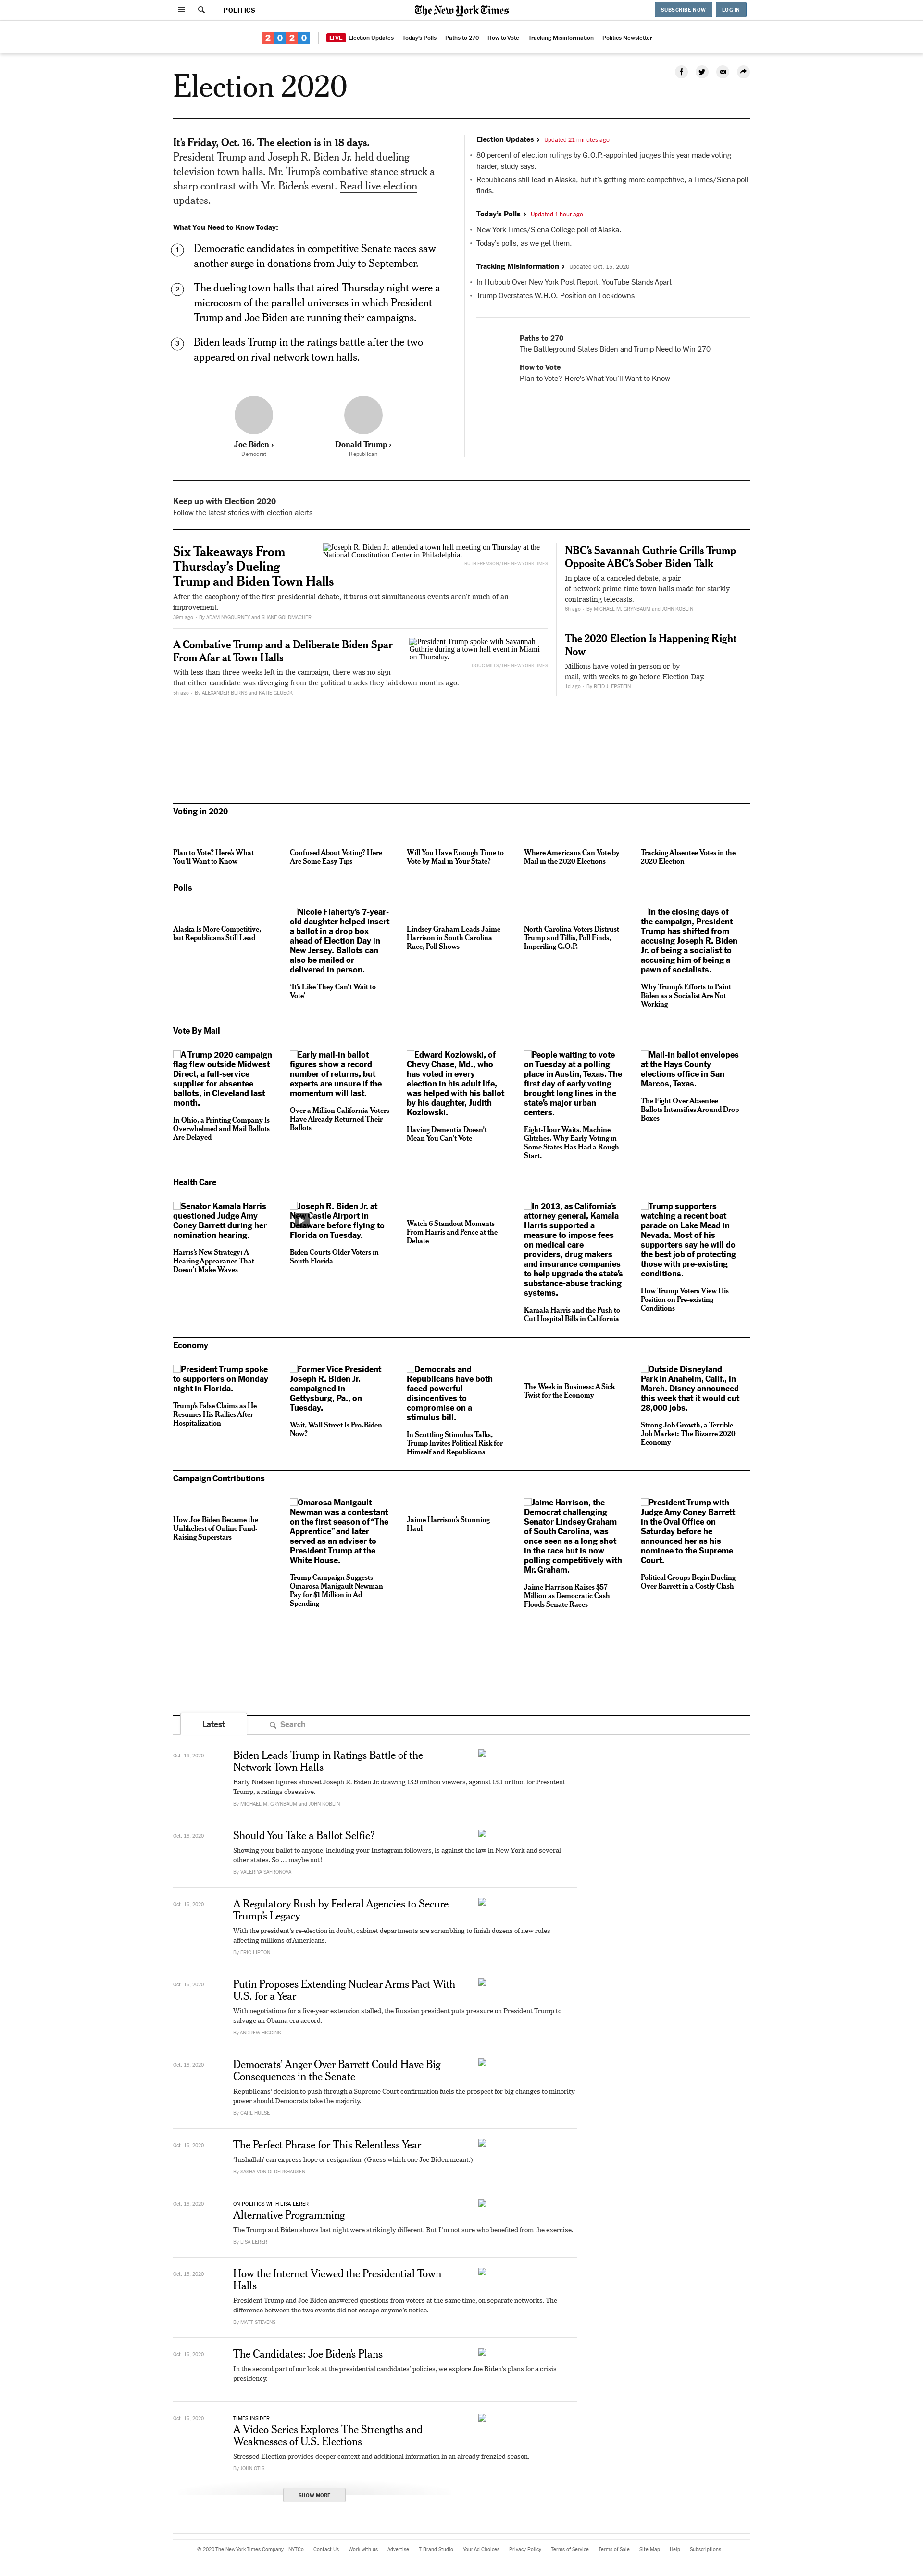 POLITICS
The New York Times
SUBSCRIBE NOW
LOG IN
2020
LIVE
Election Updates
Today's Polls
Paths to 270
How to Vote
Tracking Misinformation
Politics Newsletter
Election 2020
It's Friday, Oct. 16. The election is in 18 days.
President Trump and Joseph R. Biden Jr. held dueling
television town halls. Mr. Trump's combative stance struck a
sharp contrast with Mr. Biden's event. Read live election
updates.
What You Need to Know Today:
1
Democratic candidates in competitive Senate races saw
another surge in donations from July to September.
2
The dueling town halls that aired Thursday night were a
microcosm of the parallel universes in which President
Trump and Joe Biden are running their campaigns.
3
Biden leads Trump in the ratings battle after the two
appeared on rival network town halls.
Joe Biden ›
Democrat
Donald Trump ›
Republican
Election Updates › Updated 21 minutes ago
• 80 percent of election rulings by G.O.P.-appointed judges this year made voting
harder, study says.
• Republicans still lead in Alaska, but it's getting more competitive, a Times/Siena poll
finds.
Today's Polls › Updated 1 hour ago
• New York Times/Siena College poll of Alaska.
• Today's polls, as we get them.
Tracking Misinformation › Updated Oct. 15, 2020
• In Hubbub Over New York Post Report, YouTube Stands Apart
• Trump Overstates W.H.O. Position on Lockdowns
Paths to 270
The Battleground States Biden and Trump Need to Win 270
How to Vote
Plan to Vote? Here's What You'll Want to Know
Keep up with Election 2020
Follow the latest stories with election alerts
Six Takeaways From
Thursday's Dueling
Trump and Biden Town Halls
Joseph R. Biden Jr. attended a town hall meeting on Thursday at the
National Constitution Center in Philadelphia.
RUTH FREMSON/THE NEW YORK TIMES
After the cacophony of the first presidential debate, it turns out simultaneous events aren't much of an
improvement.
39m ago – By ADAM NAGOURNEY and SHANE GOLDMACHER
A Combative Trump and a Deliberate Biden Spar
From Afar at Town Halls
President Trump spoke with Savannah
Guthrie during a town hall event in Miami
on Thursday.
DOUG MILLS/THE NEW YORK TIMES
With less than three weeks left in the campaign, there was no sign
that either candidate was diverging from the political tracks they laid down months ago.
5h ago – By ALEXANDER BURNS and KATIE GLUECK
NBC's Savannah Guthrie Grills Trump
Opposite ABC's Sober Biden Talk
In place of a canceled debate, a pair
of network prime-time town halls made for starkly
contrasting telecasts.
6h ago – By MICHAEL M. GRYNBAUM and JOHN KOBLIN
The 2020 Election Is Happening Right
Now
Millions have voted in person or by
mail, with weeks to go before Election Day.
1d ago – By REID J. EPSTEIN
Voting in 2020
Plan to Vote? Here's What
You'll Want to Know
Confused About Voting? Here
Are Some Easy Tips
Will You Have Enough Time to
Vote by Mail in Your State?
Where Americans Can Vote by
Mail in the 2020 Elections
Tracking Absentee Votes in the
2020 Election
Polls
Alaska Is More Competitive,
but Republicans Still Lead
Nicole Flaherty's 7-year-
old daughter helped insert
a ballot in a drop box
ahead of Election Day in
New Jersey. Ballots can
also be mailed or
delivered in person.
'It's Like They Can't Wait to
Vote'
Lindsey Graham Leads Jaime
Harrison in South Carolina
Race, Poll Shows
North Carolina Voters Distrust
Trump and Tillis, Poll Finds,
Imperiling G.O.P.
In the closing days of
the campaign, President
Trump has shifted from
accusing Joseph R. Biden
Jr. of being a socialist to
accusing him of being a
pawn of socialists.
Why Trump's Efforts to Paint
Biden as a Socialist Are Not
Working
Vote By Mail
A Trump 2020 campaign
flag flew outside Midwest
Direct, a full-service
supplier for absentee
ballots, in Cleveland last
month.
In Ohio, a Printing Company Is
Overwhelmed and Mail Ballots
Are Delayed
Early mail-in ballot
figures show a record
number of returns, but
experts are unsure if the
momentum will last.
Over a Million California Voters
Have Already Returned Their
Ballots
Edward Kozlowski, of
Chevy Chase, Md., who
has voted in every
election in his adult life,
was helped with his ballot
by his daughter, Judith
Kozlowski.
Having Dementia Doesn't
Mean You Can't Vote
People waiting to vote
on Tuesday at a polling
place in Austin, Texas. The
first day of early voting
brought long lines in the
state's major urban
centers.
Eight-Hour Waits. Machine
Glitches. Why Early Voting in
Some States Has Had a Rough
Start.
Mail-in ballot envelopes
at the Hays County
elections office in San
Marcos, Texas.
The Fight Over Absentee
Ballots Intensifies Around Drop
Boxes
Health Care
Senator Kamala Harris
questioned Judge Amy
Coney Barrett during her
nomination hearing.
Harris's New Strategy: A
Hearing Appearance That
Doesn't Make Waves
Joseph R. Biden Jr. at
New Castle Airport in
Delaware before flying to
Florida on Tuesday.
Biden Courts Older Voters in
South Florida
Watch 6 Standout Moments
From Harris and Pence at the
Debate
In 2013, as California's
attorney general, Kamala
Harris supported a
measure to impose fees
on medical care
providers, drug makers
and insurance companies
to help upgrade the state's
substance-abuse tracking
systems.
Kamala Harris and the Push to
Cut Hospital Bills in California
Trump supporters
watching a recent boat
parade on Lake Mead in
Nevada. Most of his
supporters say he will do
the best job of protecting
those with pre-existing
conditions.
How Trump Voters View His
Position on Pre-existing
Conditions
Economy
President Trump spoke
to supporters on Monday
night in Florida.
Trump's False Claims as He
Resumes His Rallies After
Hospitalization
Former Vice President
Joseph R. Biden Jr.
campaigned in
Gettysburg, Pa., on
Tuesday.
Wait. Wall Street Is Pro-Biden
Now?
Democrats and
Republicans have both
faced powerful
disincentives to
compromise on a
stimulus bill.
In Scuttling Stimulus Talks,
Trump Invites Political Risk for
Himself and Republicans
The Week in Business: A Sick
Twist for the Economy
Outside Disneyland
Park in Anaheim, Calif., in
March. Disney announced
this week that it would cut
28,000 jobs.
Strong Job Growth, a Terrible
Job Market: The Bizarre 2020
Economy
Campaign Contributions
How Joe Biden Became the
Unlikeliest of Online Fund-
Raising Superstars
Omarosa Manigault
Newman was a contestant
on the first season of "The
Apprentice" and later
served as an adviser to
President Trump at the
White House.
Trump Campaign Suggests
Omarosa Manigault Newman
Pay for $1 Million in Ad
Spending
Jaime Harrison's Stunning
Haul
Jaime Harrison, the
Democrat challenging
Senator Lindsey Graham
of South Carolina, was
once seen as a long shot
in the race but is now
polling competitively with
Mr. Graham.
Jaime Harrison Raises $57
Million as Democratic Cash
Floods Senate Races
President Trump with
Judge Amy Coney Barrett
in the Oval Office on
Saturday before he
announced her as his
nominee to the Supreme
Court.
Political Groups Begin Dueling
Over Barrett in a Costly Clash
Latest
Search
Oct. 16, 2020
Biden Leads Trump in Ratings Battle of the
Network Town Halls
Early Nielsen figures showed Joseph R. Biden Jr. drawing 13.9 million viewers, against 13.1 million for President
Trump, a ratings obsessive.
By MICHAEL M. GRYNBAUM and JOHN KOBLIN
Oct. 16, 2020
Should You Take a Ballot Selfie?
Showing your ballot to anyone, including your Instagram followers, is against the law in New York and several
other states. So … maybe not!
By VALERIYA SAFRONOVA
Oct. 16, 2020
A Regulatory Rush by Federal Agencies to Secure
Trump's Legacy
With the president's re-election in doubt, cabinet departments are scrambling to finish dozens of new rules
affecting millions of Americans.
By ERIC LIPTON
Oct. 16, 2020
Putin Proposes Extending Nuclear Arms Pact With
U.S. for a Year
With negotiations for a five-year extension stalled, the Russian president puts pressure on President Trump to
salvage an Obama-era accord.
By ANDREW HIGGINS
Oct. 16, 2020
Democrats' Anger Over Barrett Could Have Big
Consequences in the Senate
Republicans' decision to push through a Supreme Court confirmation fuels the prospect for big changes to minority
power should Democrats take the majority.
By CARL HULSE
Oct. 16, 2020
The Perfect Phrase for This Relentless Year
'Inshallah' can express hope or resignation. (Guess which one Joe Biden meant.)
By SASHA VON OLDERSHAUSEN
Oct. 16, 2020
ON POLITICS WITH LISA LERER
Alternative Programming
The Trump and Biden shows last night were strikingly different. But I'm not sure who benefited from the exercise.
By LISA LERER
Oct. 16, 2020
How the Internet Viewed the Presidential Town
Halls
President Trump and Joe Biden answered questions from voters at the same time, on separate networks. The
difference between the two events did not escape anyone's notice.
By MATT STEVENS
Oct. 16, 2020
The Candidates: Joe Biden's Plans
In the second part of our look at the presidential candidates' policies, we explore Joe Biden's plans for a crisis
presidency.
Oct. 16, 2020
TIMES INSIDER
A Video Series Explores The Strengths and
Weaknesses of U.S. Elections
Stressed Election provides deeper context and additional information in an already frenzied season.
By JOHN OTIS
SHOW MORE
© 2020 The New York Times Company
NYTCo
Contact Us
Work with us
Advertise
T Brand Studio
Your Ad Choices
Privacy Policy
Terms of Service
Terms of Sale
Site Map
Help
Subscriptions